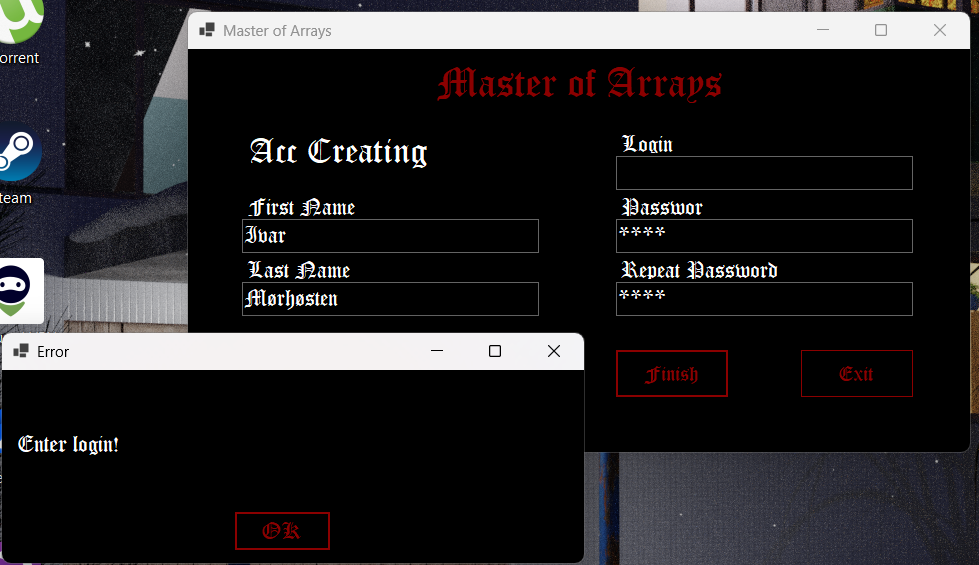 orrent
team
Master of Arrays
Master of Arrays
Acc Creating
First Name
Ivar
Last Name
Mørhøsten
Login
Passwor
****
Repeat Password
****
Finish
Exit
Error
Enter login!
OK